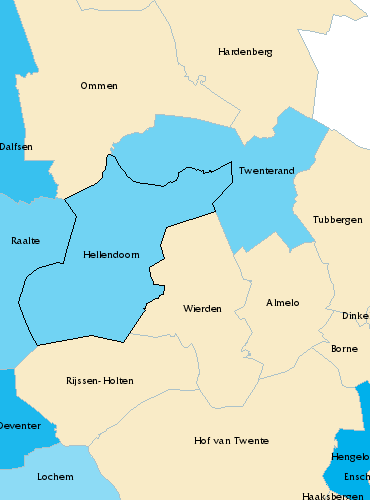 Hardenberg
Ommen
Dalfsen
Twenterand
Tubbergen
Raalte
Hellendoorn
Wierden
Almelo
Dinke
Borne
Rijssen-Holten
Deventer
Hof van Twente
Hengelo
Lochem
Ensch
Haaksbergen